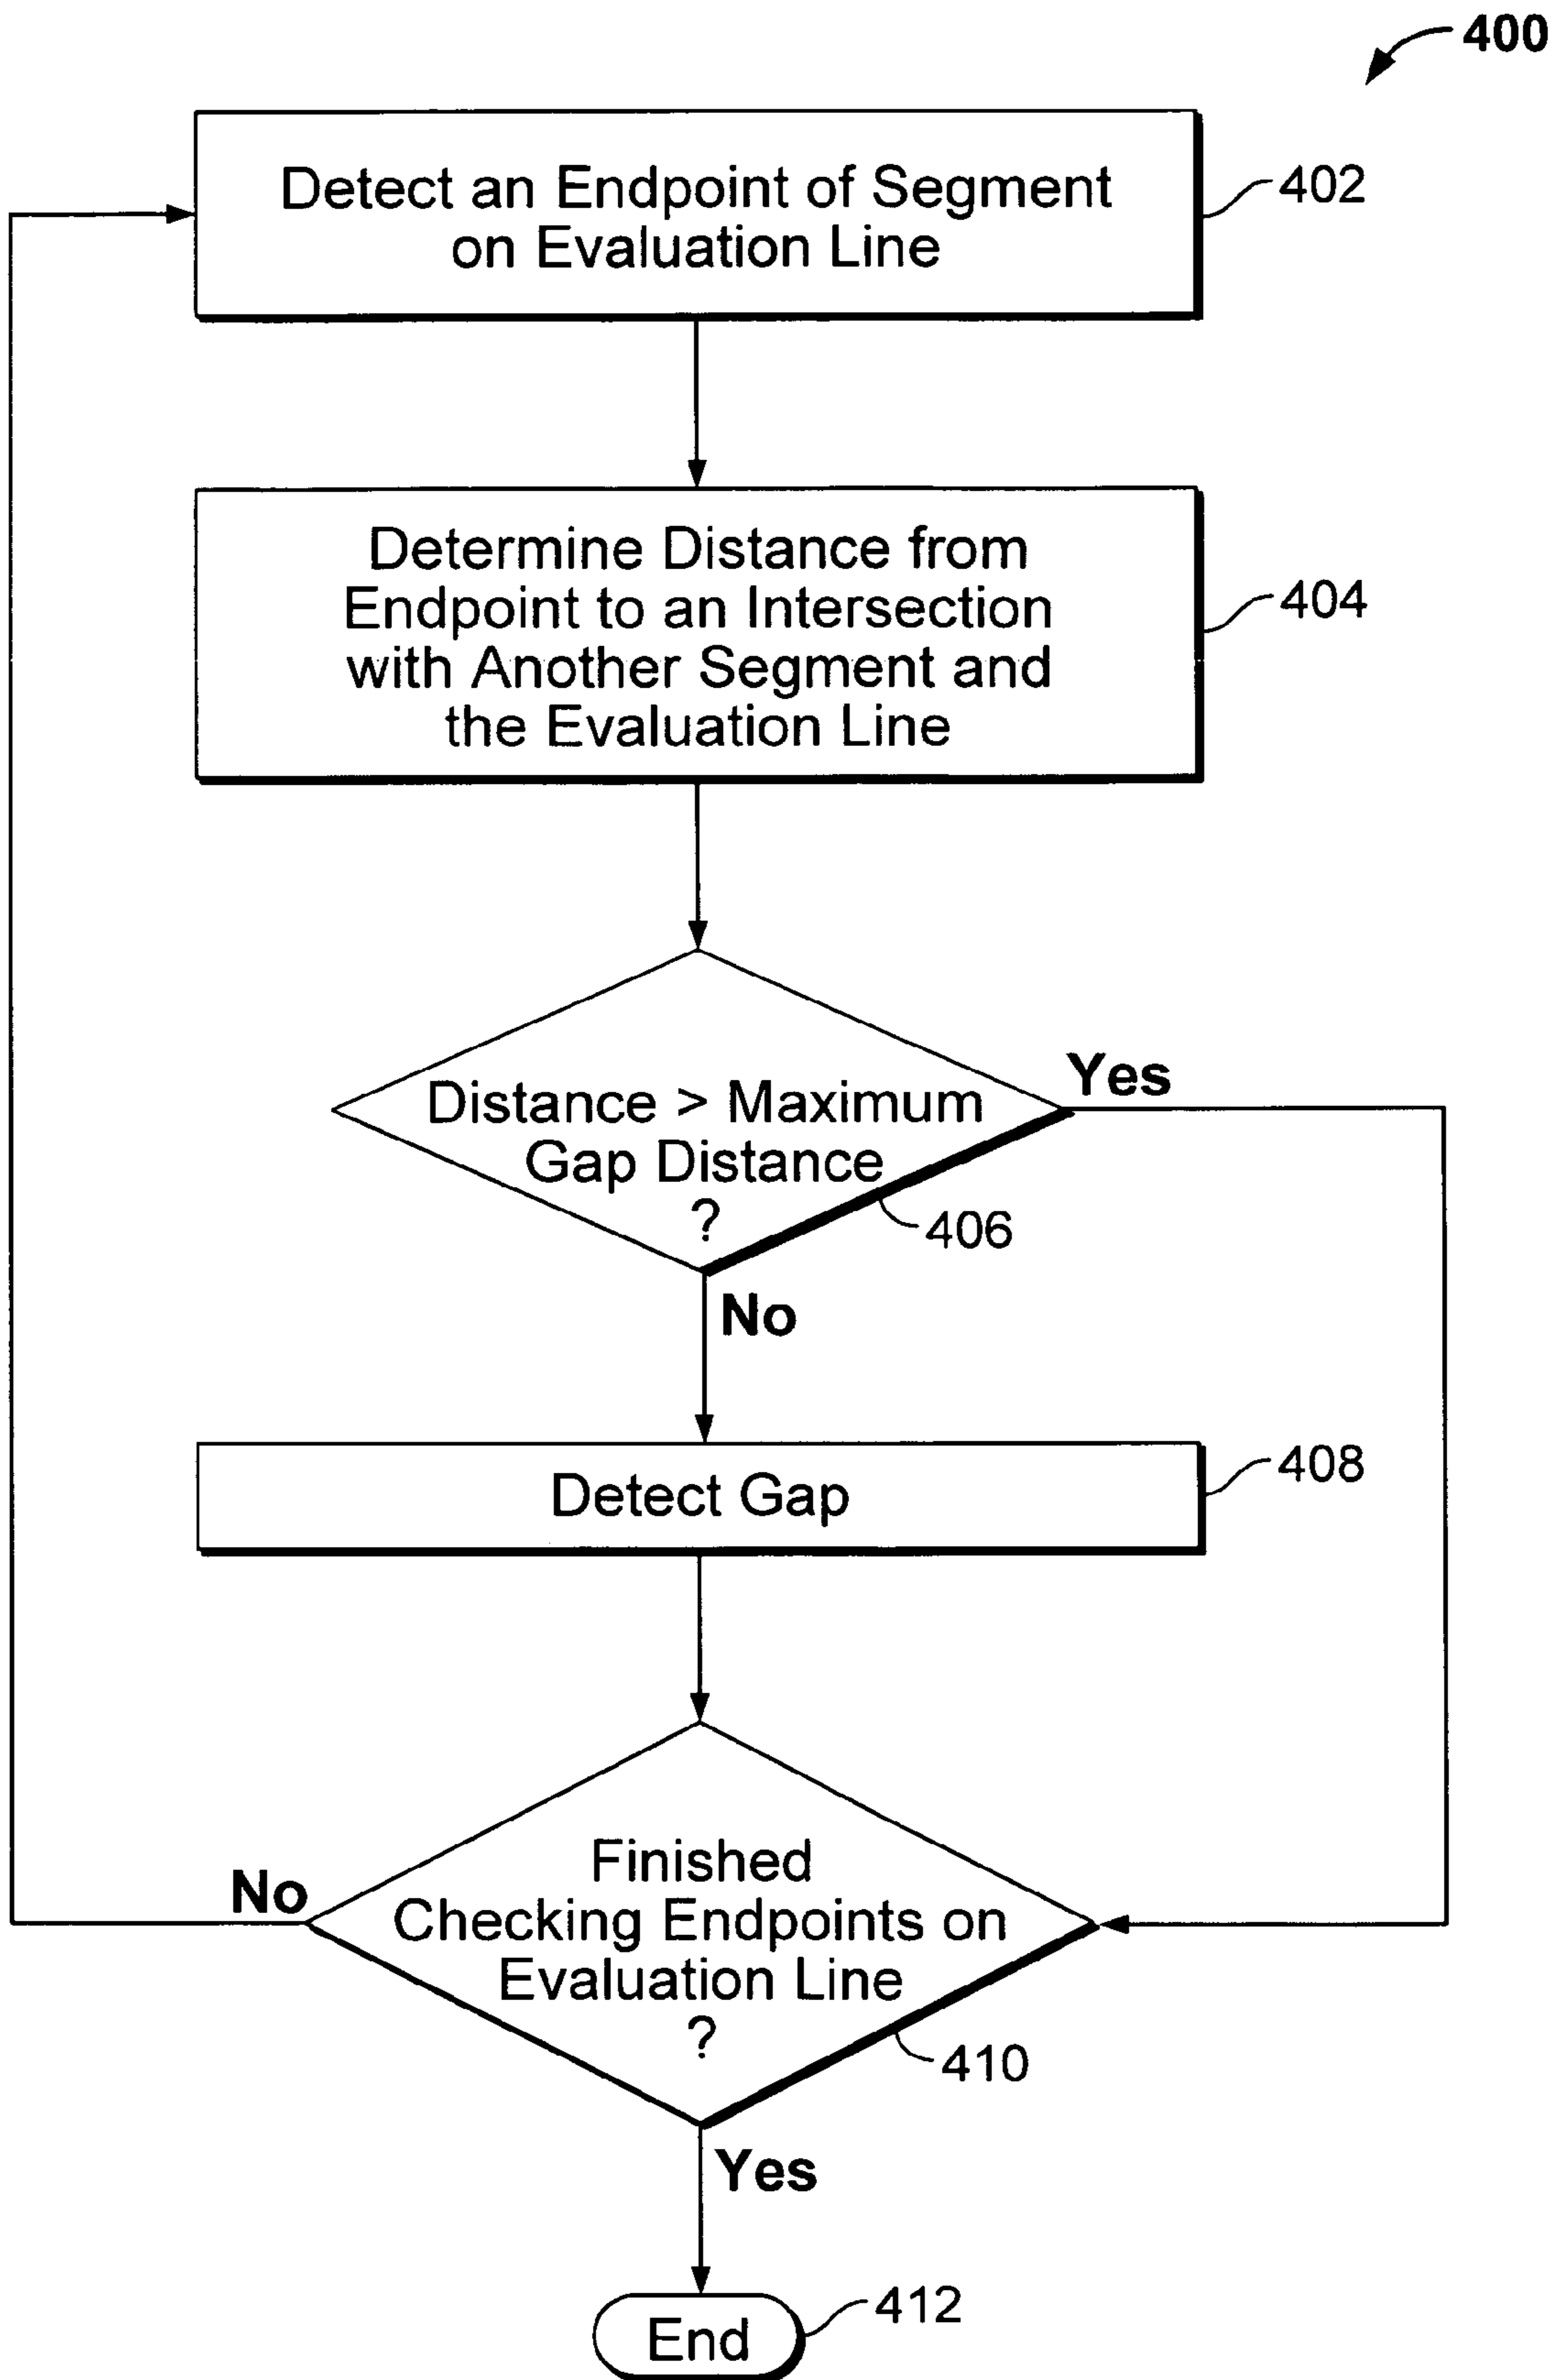 400
Detect an Endpoint of Segment
on Evaluation Line
402
Determine Distance from
Endpoint to an Intersection
with Another Segment and
the Evaluation Line
404
Distance > Maximum
Gap Distance
?
Yes
406
No
Detect Gap
408
Finished
Checking Endpoints on
Evaluation Line
?
No
410
Yes
End
412